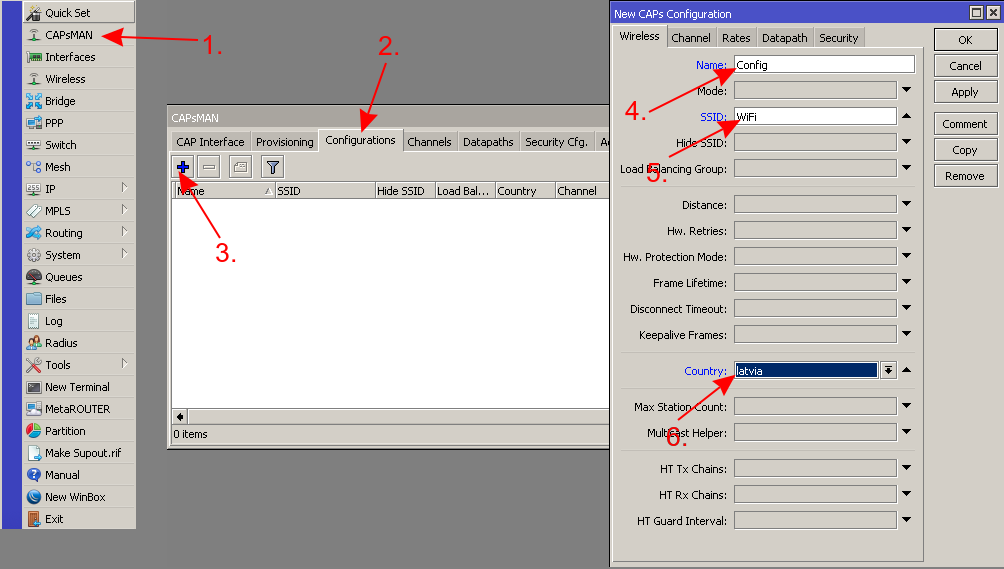 Quick Set
CAPsMAN
Interfaces
Wireless
Bridge
PPP
Switch
Mesh
IP
MPLS
Routing
System
Queues
Files
Log
Radius
Tools
New Terminal
MetaROUTER
Partition
Make Supout.rif
Manual
New WinBox
Exit
1.
2.
3.
CAPsMAN
CAP Interface Provisioning Configurations Channels Datapaths Security Cfg.
Name SSID Hide SSID Load Bal... Country Channel
0 items
New CAPs Configuration
Wireless Channel Rates Datapath Security
Name: Config
4.
Mode:
SSID: WiFi
5.
Hide SSID:
Load Balancing Group:
Distance:
Hw. Retries:
Hw. Protection Mode:
Frame Lifetime:
Disconnect Timeout:
Keepalive Frames:
Country: latvia
6.
Max Station Count:
Multicast Helper:
HT Tx Chains:
HT Rx Chains:
HT Guard Interval:
OK
Cancel
Apply
Comment
Copy
Remove